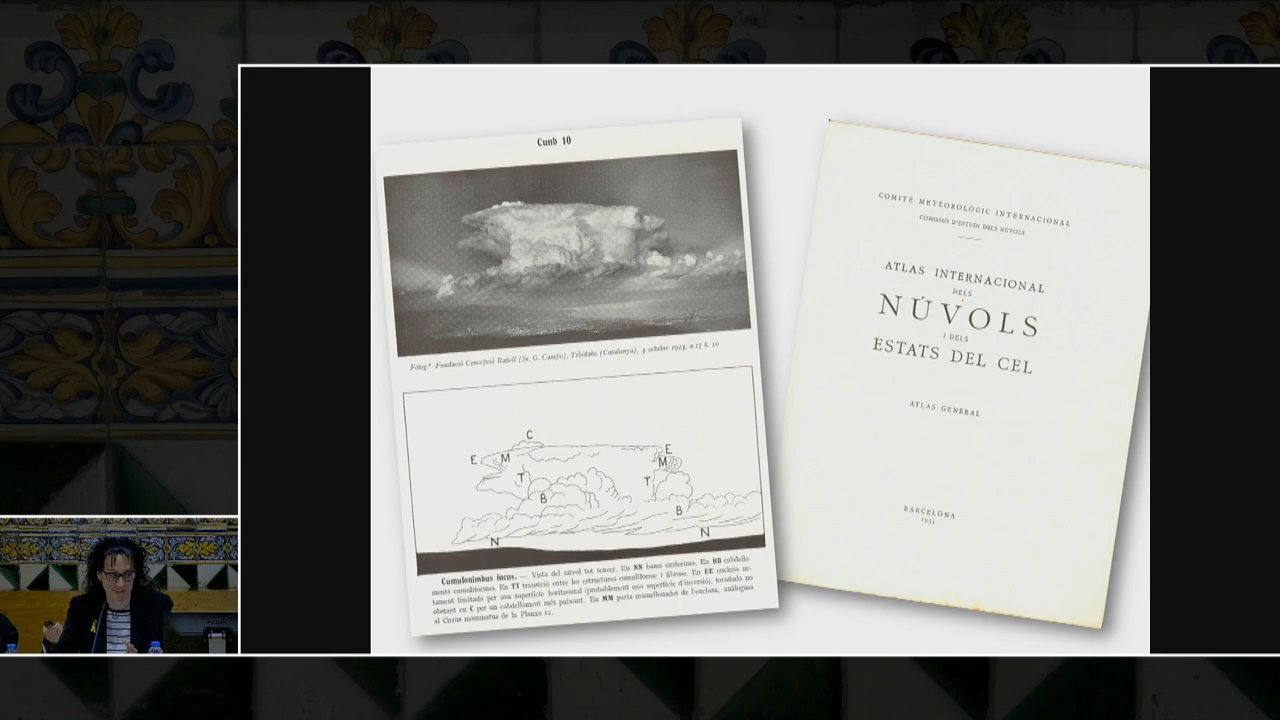 Cunb 10
Fotogª Fundació Concepció Rabell (Sr. G. Campo), Tibidabo (Catalunya), 4 octubre 1924, a 17 h. 10
C
E
M
E
M
T
T
B
B
N
N
Cumulonimbus incus. — Vista del núvol tot sencer. En NN bases uniformes. En BB cabdella-
ments cumuliformes. En TT transició entre les estructures cumuliforme i fibrosa. En EE enclusa ne-
tament limitada per una superfície horitzontal (probablement una superfície d'inversió), foradada no
obstant en C per un cabdellament més puixant. En MM parts mamellonades de l'enclusa, anàlogues
al Cirrus mammatus de la Planxa 12.
COMITÈ METEOROLÒGIC INTERNACIONAL
COMISSIÓ D'ESTUDI DELS NÚVOLS
ATLAS INTERNACIONAL
DELS
NÚVOLS
I DELS
ESTATS DEL CEL
ATLAS GENERAL
BARCELONA
1935
PHILIPS